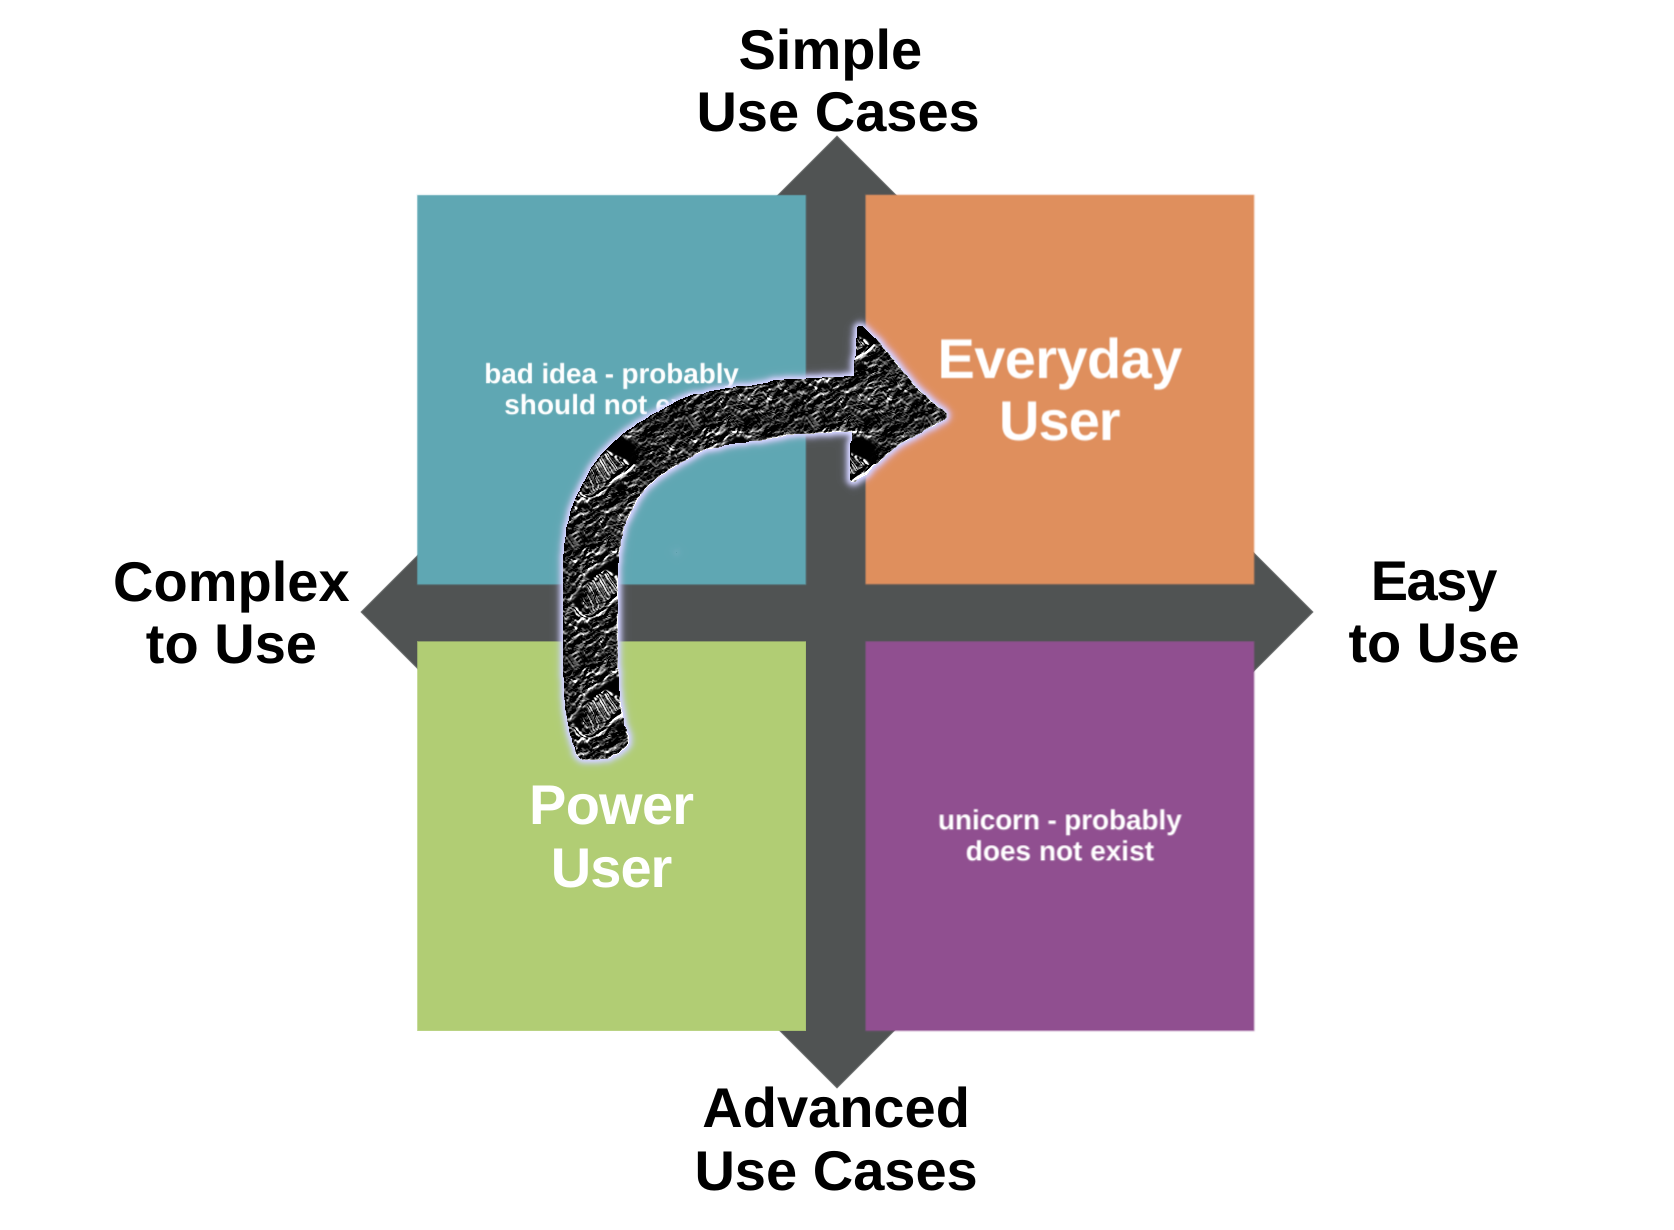 Simple
Use Cases
bad idea - probably
should not
Everyday
User
Complex
to Use
Easy
to Use
Power
User
unicorn - probably
does not exist
Advanced
Use Cases